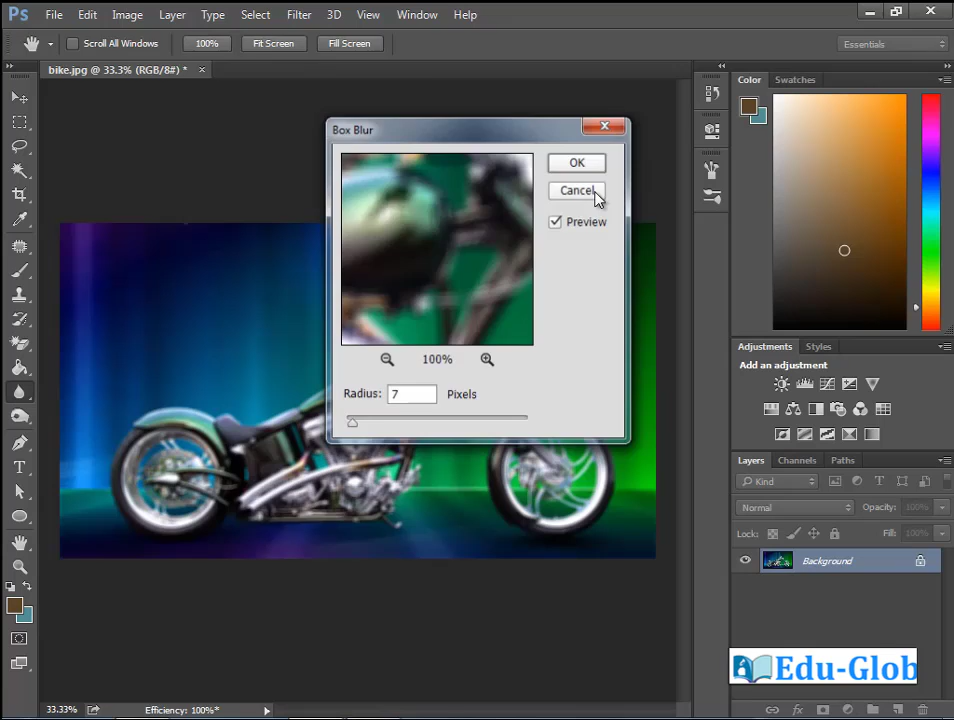 Ps File Edit Image Layer Type Select Filter 3D View Window Help
Scroll All Windows 100% Fit Screen Fill Screen Essentials
bike.jpg @ 33.3% (RGB/8#) * ×
Color Swatches
Box Blur
OK
Cancel
Preview
100%
Radius: 7 Pixels
Adjustments Styles
Add an adjustment
Layers Channels Paths
Kind
Normal Opacity: 100%
Lock: Fill: 100%
Background
Edu-Glob
33.33% Efficiency: 100%*